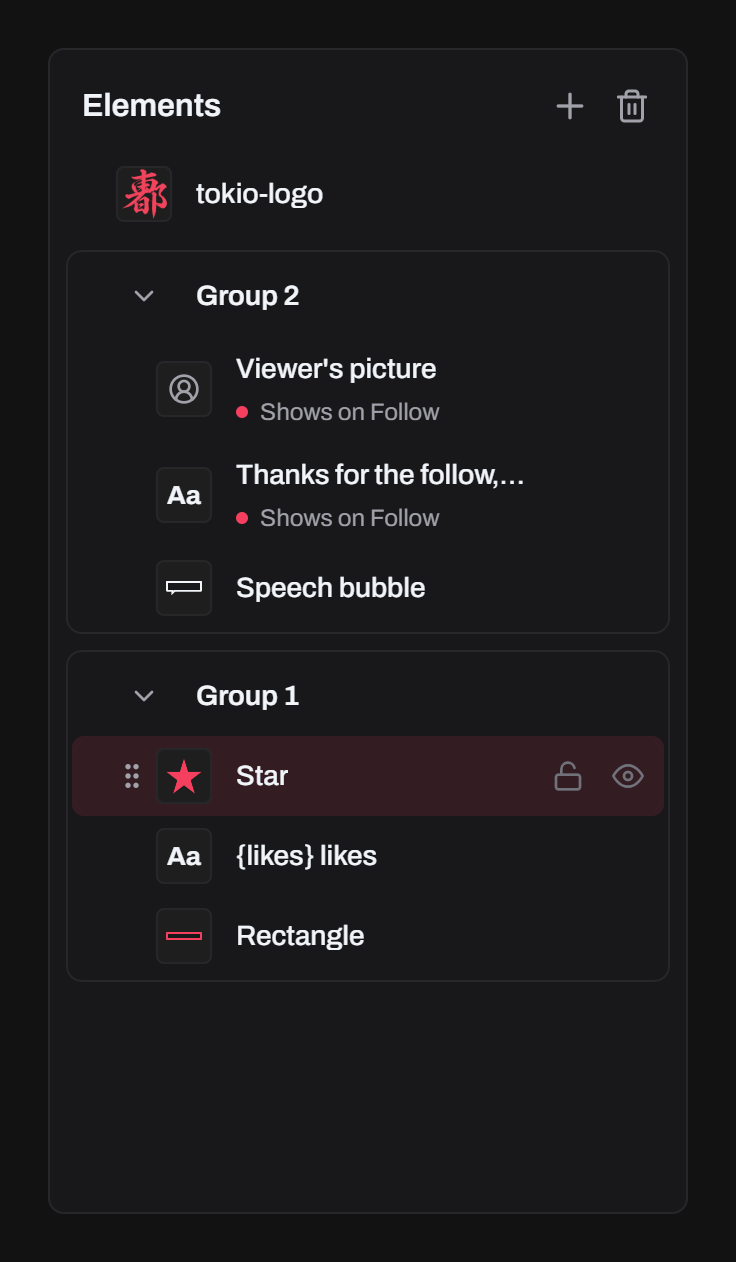 Elements
都 tokio-logo
Group 2
Viewer's picture
Shows on Follow
Aa Thanks for the follow,...
Shows on Follow
Speech bubble
Group 1
Star
Aa {likes} likes
Rectangle